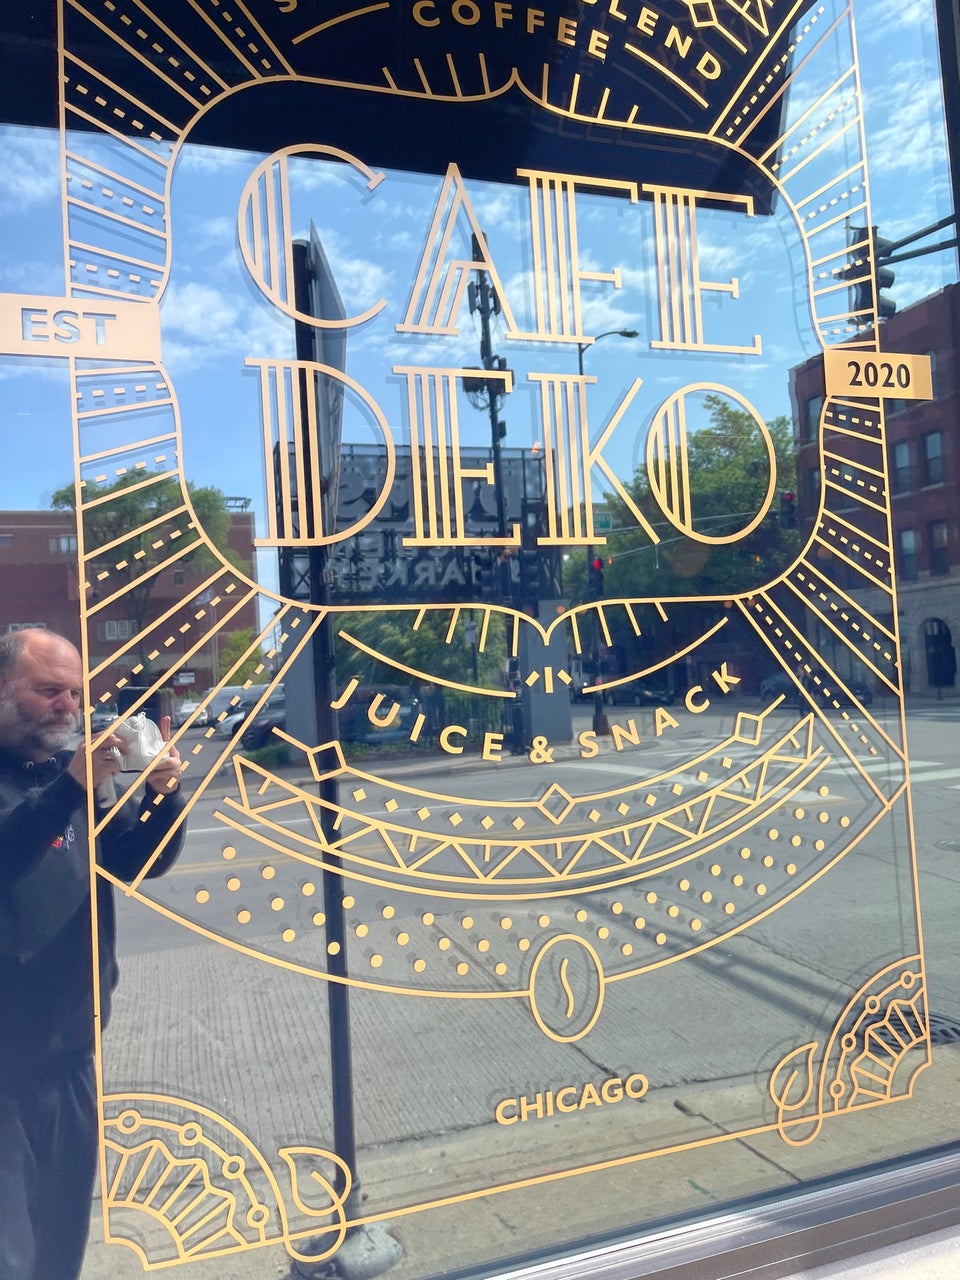 BLEND
COFFEE
CAFE
EST
2020
DEKO
JUICE & SNACK
CHICAGO